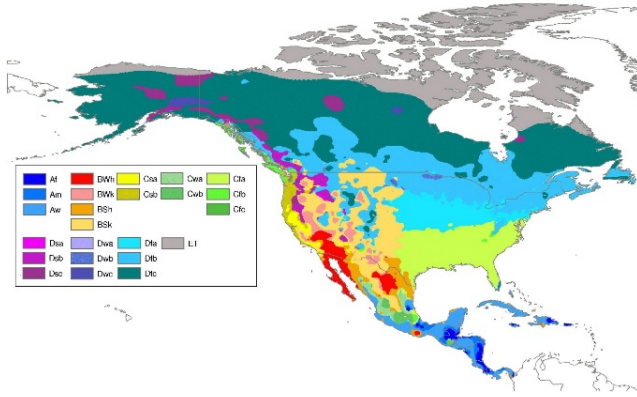 Af BWh Csa Cwa Cfa
Am BWk Csb Cwb Cfb
Aw BSh Cfc
BSk
Dsa Dwa Dfa ET
Dsb Dwb Dfb
Dsc Dwc Dfc